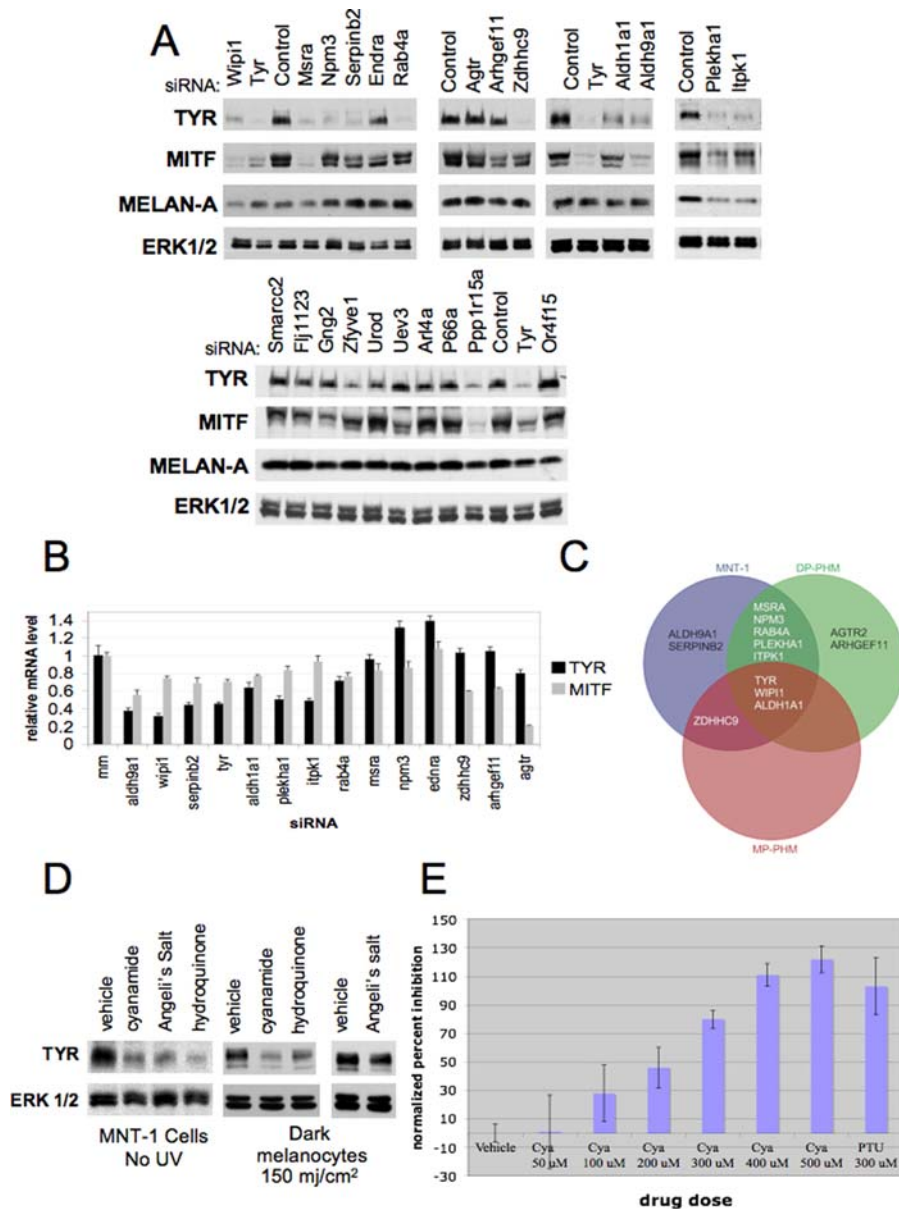 A
siRNA:
Wipi1 Tyr Control Msra Npm3 Serpinb2 Endra Rab4a
Control Agtr Arhgef11 Zdhhc9
Control Tyr Aldh1a1 Aldh9a1
Control Plekha1 Itpk1
TYR
MITF
MELAN-A
ERK1/2
siRNA:
Smarcc2 Flj1123 Gng2 Zfyve1 Urod Uev3 Arl4a P66a Ppp1r15a Control Tyr Or4f15
TYR
MITF
MELAN-A
ERK1/2
B
relative mRNA level
1.4
1.2
1
0.8
0.6
0.4
0.2
0
TYR
MITF
mm aldh9a1 wipi1 serpinb2 tyr aldh1a1 plekha1 itpk1 rab4a msra npm3 ednra zdhhc9 arhgef11 agtr
siRNA
C
MNT-1
DP-PHM
ALDH9A1
SERPINB2
MSRA
NPM3
RAB4A
PLEKHA1
ITPK1
AGTR2
ARHGEF11
TYR
WIPI1
ALDH1A1
ZDHHC9
MP-PHM
D
vehicle cyanamide Angeli's Salt hydroquinone
vehicle cyanamide hydroquinone
vehicle Angeli's salt
TYR
ERK 1/2
MNT-1 Cells
No UV
Dark
melanocytes
150 mj/cm²
E
normalized percent inhibition
150
130
110
90
70
50
30
10
-10
-30
Vehicle
Cya
50 uM
Cya
100 uM
Cya
200 uM
Cya
300 uM
Cya
400 uM
Cya
500 uM
PTU
300 uM
drug dose